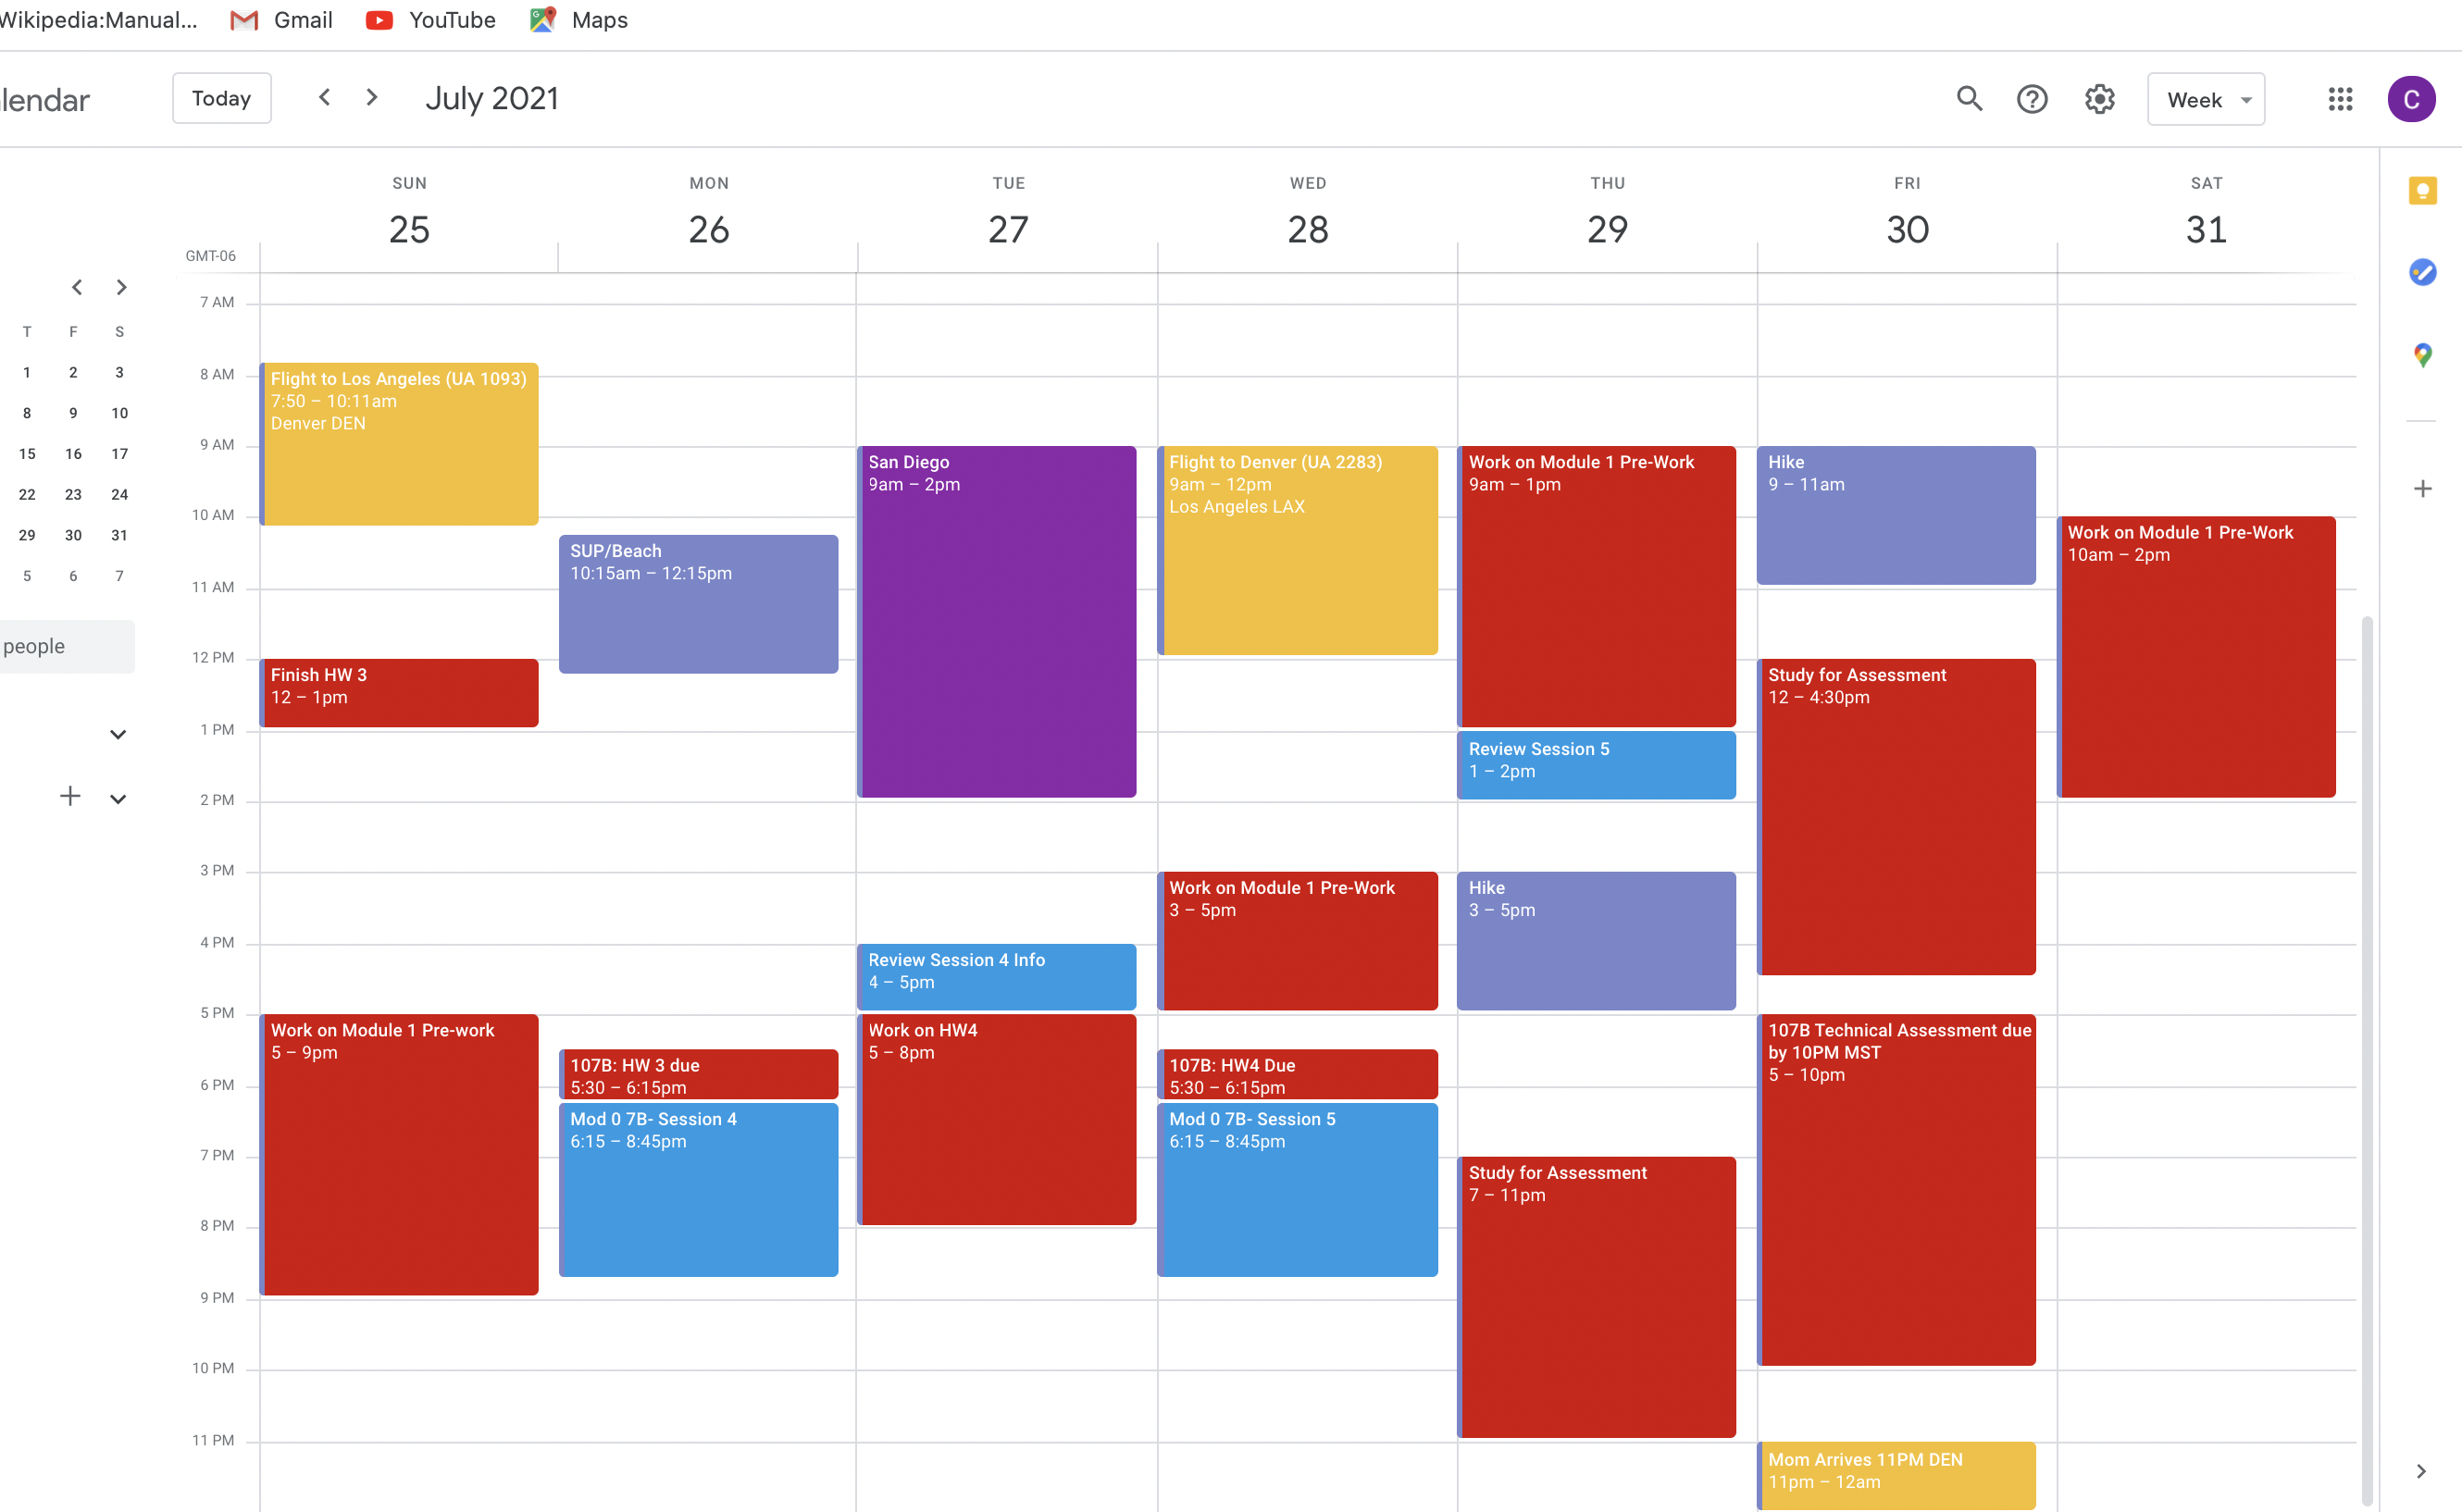 Wikipedia:Manual... Gmail YouTube Maps
lendar Today July 2021 Week C
SUN MON TUE WED THU FRI SAT
25 26 27 28 29 30 31
GMT-06
T F S
1 2 3
8 9 10
15 16 17
22 23 24
29 30 31
5 6 7
people
7 AM
8 AM
9 AM
10 AM
11 AM
12 PM
1 PM
2 PM
3 PM
4 PM
5 PM
6 PM
7 PM
8 PM
9 PM
10 PM
11 PM
Flight to Los Angeles (UA 1093)
7:50 – 10:11am
Denver DEN
Finish HW 3
12 – 1pm
Work on Module 1 Pre-work
5 – 9pm
SUP/Beach
10:15am – 12:15pm
107B: HW 3 due
5:30 – 6:15pm
Mod 0 7B- Session 4
6:15 – 8:45pm
San Diego
9am – 2pm
Review Session 4 Info
4 – 5pm
Work on HW4
5 – 8pm
Flight to Denver (UA 2283)
9am – 12pm
Los Angeles LAX
Work on Module 1 Pre-Work
3 – 5pm
107B: HW4 Due
5:30 – 6:15pm
Mod 0 7B- Session 5
6:15 – 8:45pm
Work on Module 1 Pre-Work
9am – 1pm
Review Session 5
1 – 2pm
Hike
3 – 5pm
Study for Assessment
7 – 11pm
Hike
9 – 11am
Study for Assessment
12 – 4:30pm
107B Technical Assessment due
by 10PM MST
5 – 10pm
Mom Arrives 11PM DEN
11pm – 12am
Work on Module 1 Pre-Work
10am – 2pm